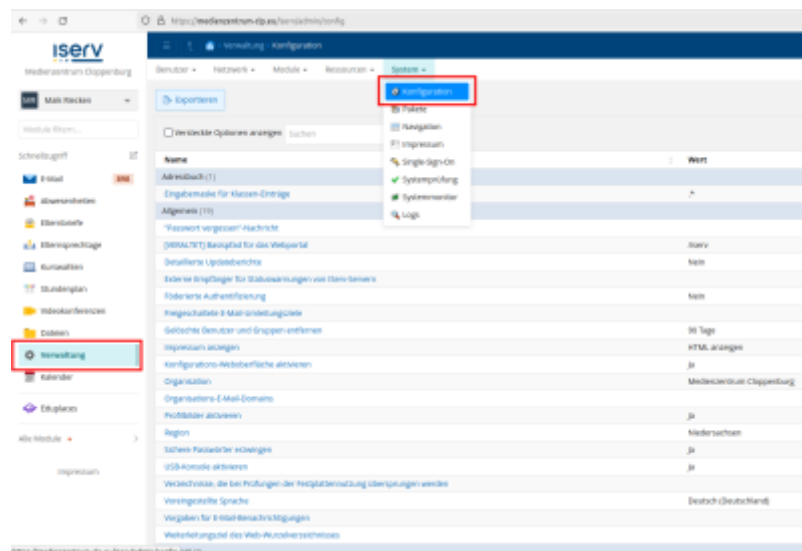 https://medienzentrum-clp.eu/iserv/admin/config
IServ
Medienzentrum Cloppenburg
Verwaltung Konfiguration
Benutzer Netzwerk Module Ressourcen System
Maik Riecken
Exportieren
Konfiguration
Pakete
Module filtern...
Versteckte Optionen anzeigen Suchen
Navigation
Impressum
Schnellzugriff
Name
Single-Sign-On
Wert
Adressbuch (1)
E-Mail
Systemprüfung
Eingabemaske für Klassen-Einträge
Systemmonitor
.*
Abwesenheiten
Allgemein (19)
Logs
Elternbriefe
"Passwort vergessen"-Nachricht
Elternsprechtage
[VERALTET] Basispfad für das Webportal
/iserv
Kurswahlen
Detaillierte Updateberichte
Nein
Externe Empfänger für Statuswarnungen von IServ-Servern
Stundenplan
Föderierte Authentifizierung
Nein
Videokonferenzen
Freigeschaltete E-Mail-Umleitungsziele
Dateien
Gelöschte Benutzer und Gruppen entfernen
90 Tage
Impressum anzeigen
HTML anzeigen
Verwaltung
Konfigurations-Weboberfläche aktivieren
Ja
Kalender
Organisation
Medienzentrum Cloppenburg
Organisations-E-Mail-Domains
Eduplaces
Profilbilder aktivieren
Ja
Region
Niedersachsen
Alle Module
Sichere Passwörter erzwingen
Ja
USB-Konsole aktivieren
Ja
Impressum
Verzeichnisse, die bei Prüfungen der Festplattennutzung übersprungen werden
Voreingestellte Sprache
Deutsch (Deutschland)
Vorgaben für E-Mail-Benachrichtigungen
Weiterleitungsziel des Web-Wurzelverzeichnisses